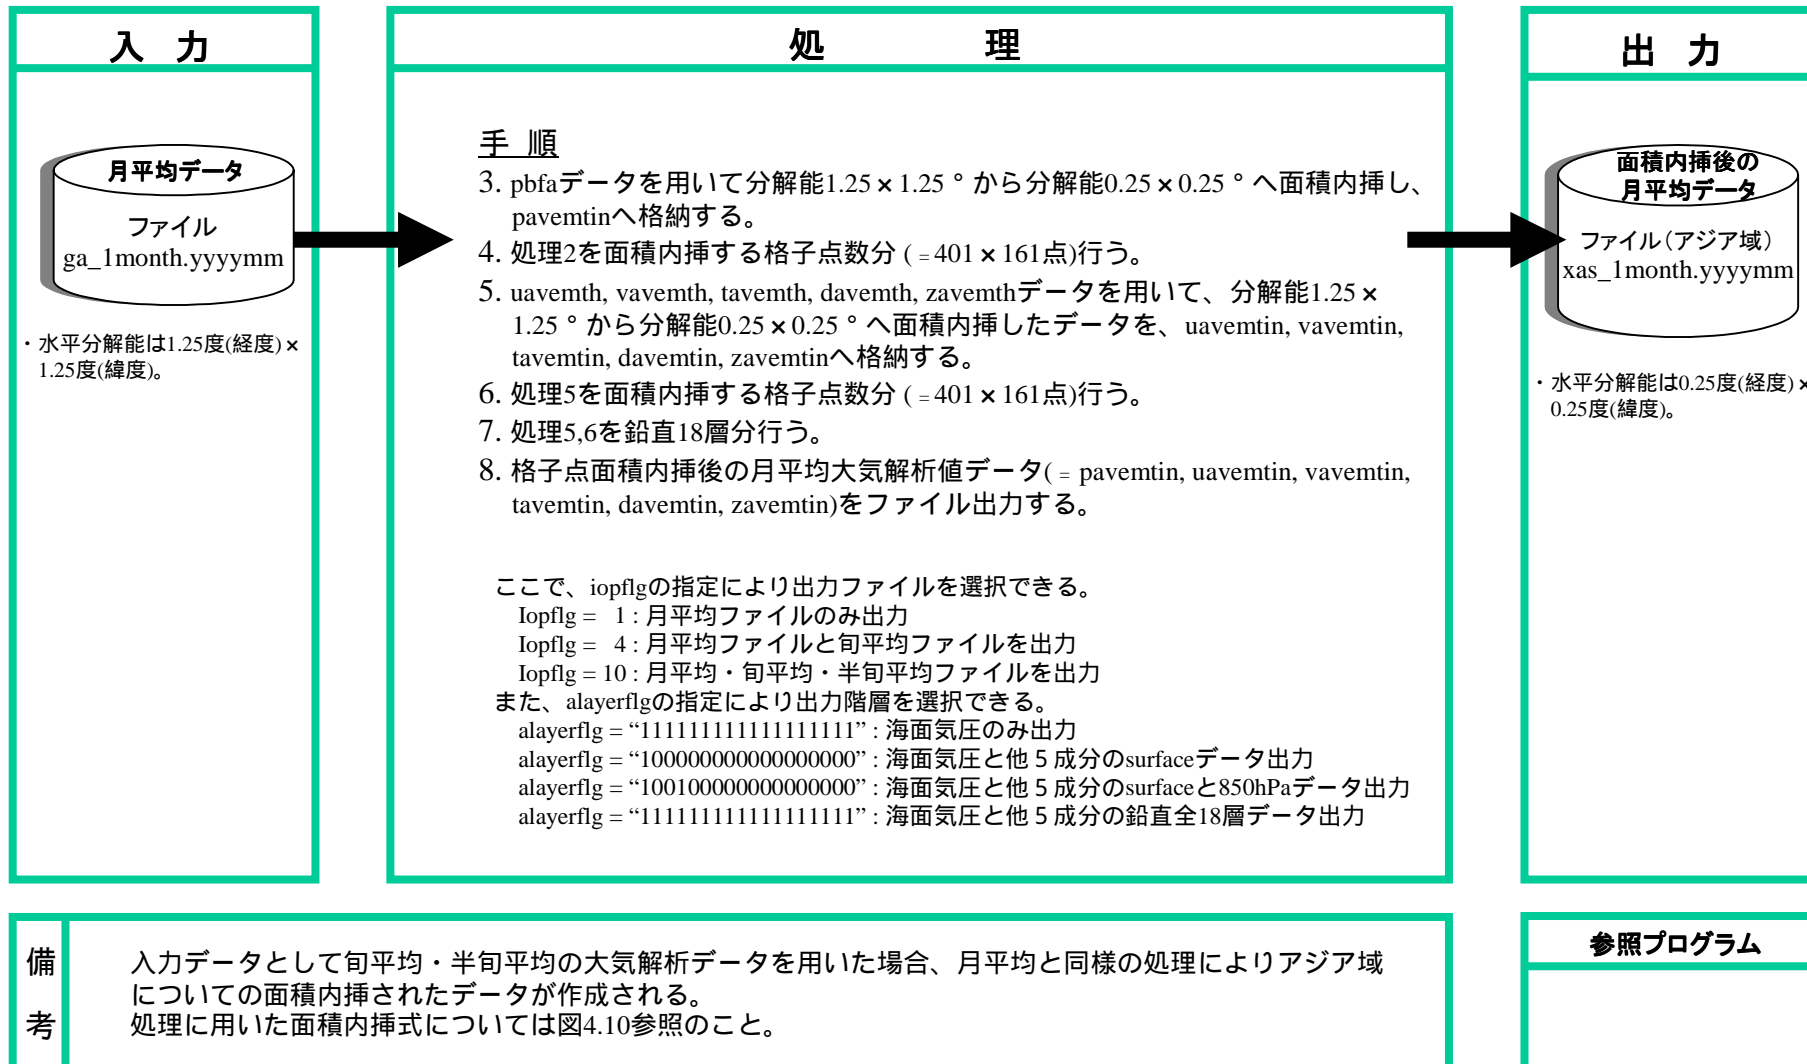 入 力
月平均データ
ファイル
ga_1month.yyyymm
・水平分解能は1.25度(経度)×
1.25度(緯度)。
処 理
手 順
3. pbfaデータを用いて分解能1.25×1.25 ° から分解能0.25×0.25 ° へ面積内挿し、
pavemtinへ格納する。
4. 処理2を面積内挿する格子点数分 ( = 401×161点)行う。
5. uavemth, vavemth, tavemth, davemth, zavemthデータを用いて、分解能1.25×
1.25 ° から分解能0.25×0.25 ° へ面積内挿したデータを、uavemtin, vavemtin,
tavemtin, davemtin, zavemtinへ格納する。
6. 処理5を面積内挿する格子点数分 ( = 401×161点)行う。
7. 処理5,6を鉛直18層分行う。
8. 格子点面積内挿後の月平均大気解析値データ( = pavemtin, uavemtin, vavemtin,
tavemtin, davemtin, zavemtin)をファイル出力する。
ここで、iopflgの指定により出力ファイルを選択できる。
Iopflg = 1 : 月平均ファイルのみ出力
Iopflg = 4 : 月平均ファイルと旬平均ファイルを出力
Iopflg = 10 : 月平均・旬平均・半旬平均ファイルを出力
また、alayerflgの指定により出力階層を選択できる。
alayerflg = “111111111111111111” : 海面気圧のみ出力
alayerflg = “100000000000000000” : 海面気圧と他５成分のsurfaceデータ出力
alayerflg = “100100000000000000” : 海面気圧と他５成分のsurfaceと850hPaデータ出力
alayerflg = “111111111111111111” : 海面気圧と他５成分の鉛直全18層データ出力
出 力
面積内挿後の
月平均データ
ファイル（アジア域）
xas_1month.yyyymm
・水平分解能は0.25度(経度)×
0.25度(緯度)。
備
考
入力データとして旬平均・半旬平均の大気解析データを用いた場合、月平均と同様の処理によりアジア域
についての面積内挿されたデータが作成される。
処理に用いた面積内挿式については図4.10参照のこと。
参照プログラム